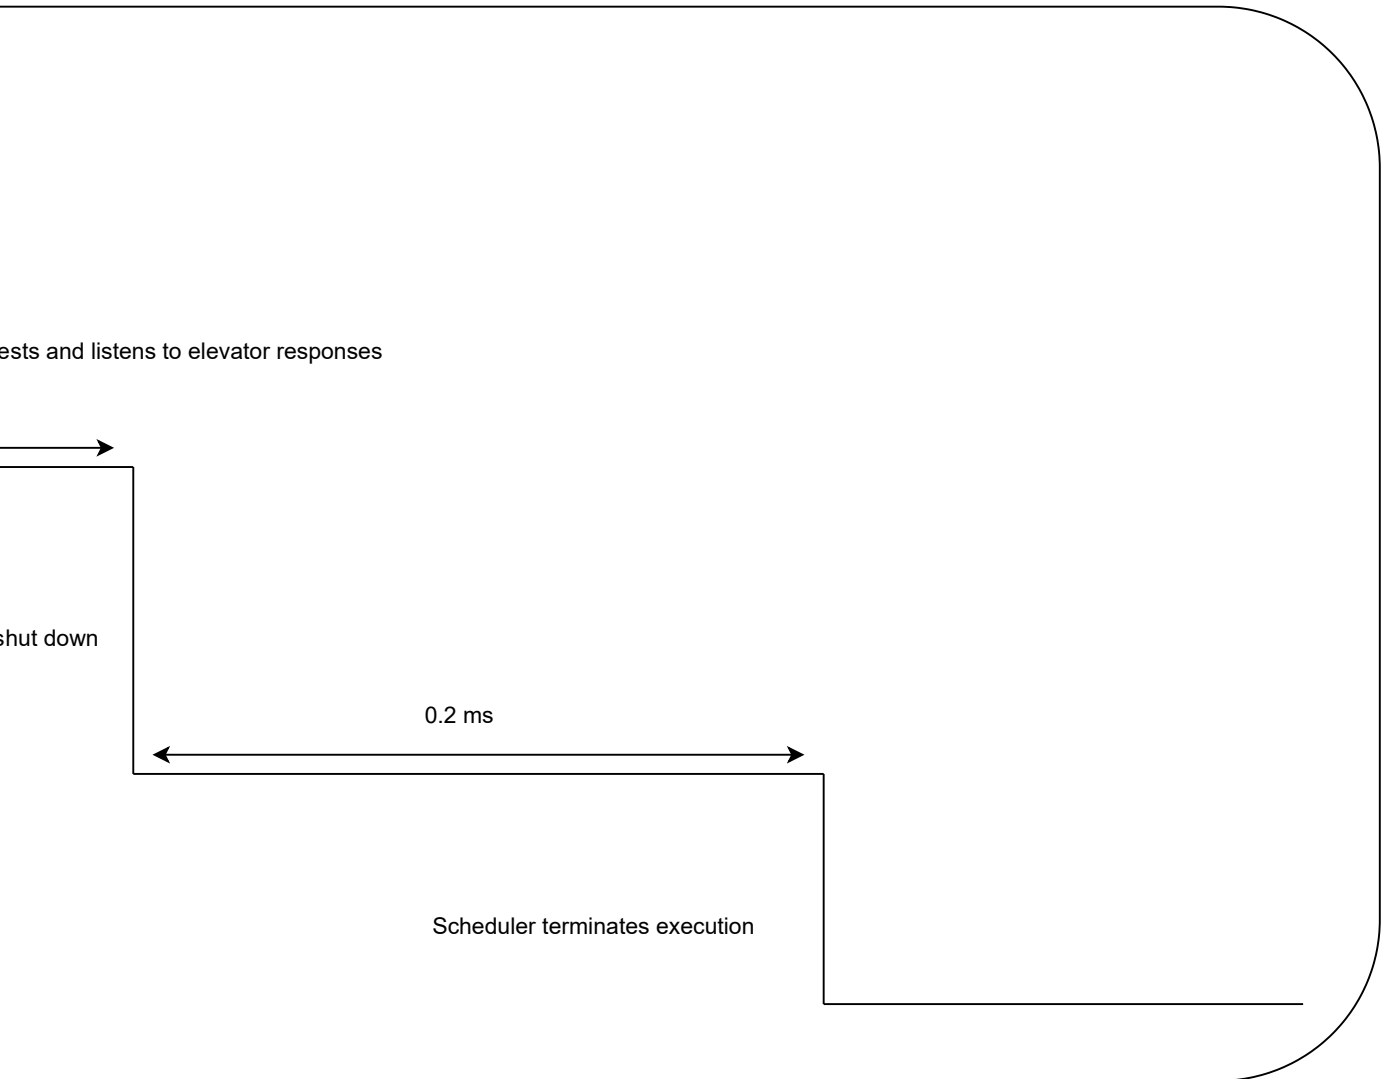 ests and listens to elevator responses
shut down
0.2 ms
Scheduler terminates execution